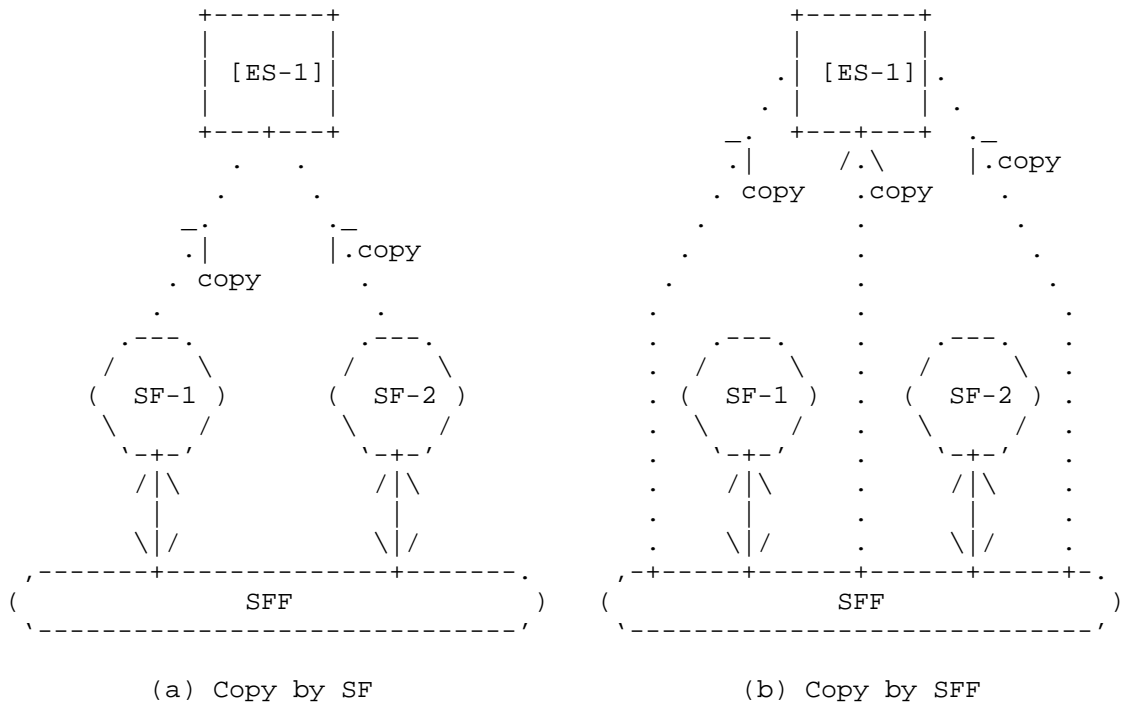 [ES-1] [ES-1]
copy
copy copy
copy
copy
SF-1 SF-2 SF-1 SF-2
SFF SFF
(a) Copy by SF (b) Copy by SFF